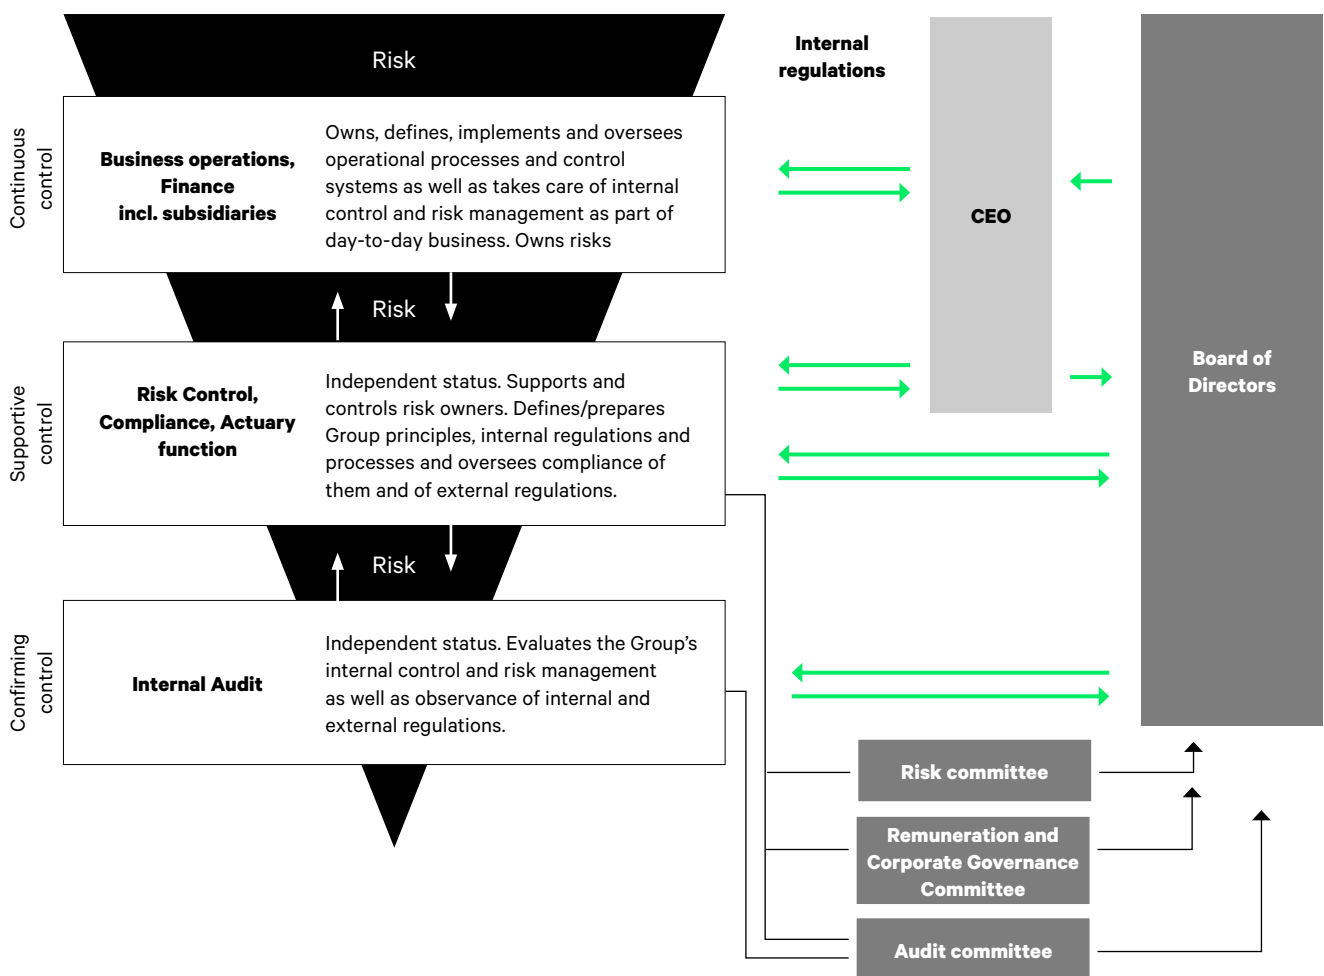 Risk
Continuous
control
Business operations,
Finance
incl. subsidiaries
Owns, defines, implements and oversees
operational processes and control
systems as well as takes care of internal
control and risk management as part of
day-to-day business. Owns risks
Internal
regulations
CEO
Board of
Directors
Risk
Supportive
control
Risk Control,
Compliance, Actuary
function
Independent status. Supports and
controls risk owners. Defines/prepares
Group principles, internal regulations and
processes and oversees compliance of
them and of external regulations.
Risk
Confirming
control
Internal Audit
Independent status. Evaluates the Group’s
internal control and risk management
as well as observance of internal and
external regulations.
Risk committee
Remuneration and
Corporate Governance
Committee
Audit committee